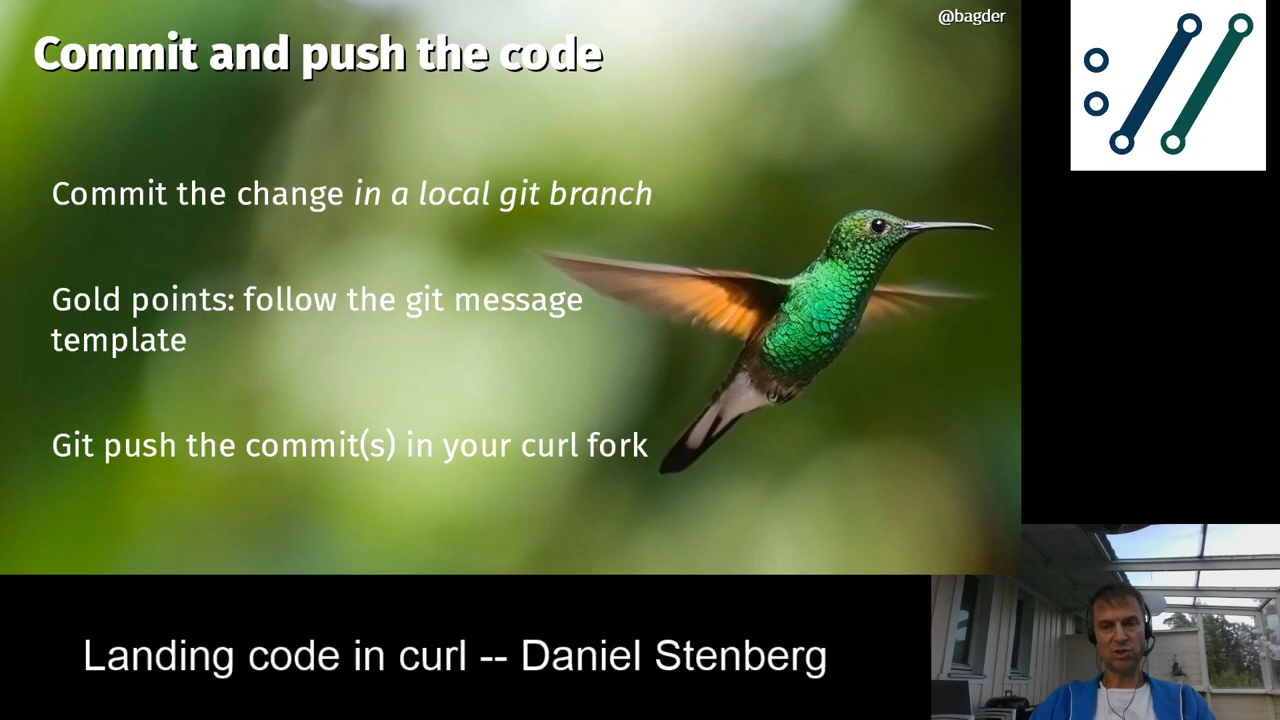 @bagder
Commit and push the code
Commit the change in a local git branch
Gold points: follow the git message
template
Git push the commit(s) in your curl fork
Landing code in curl -- Daniel Stenberg